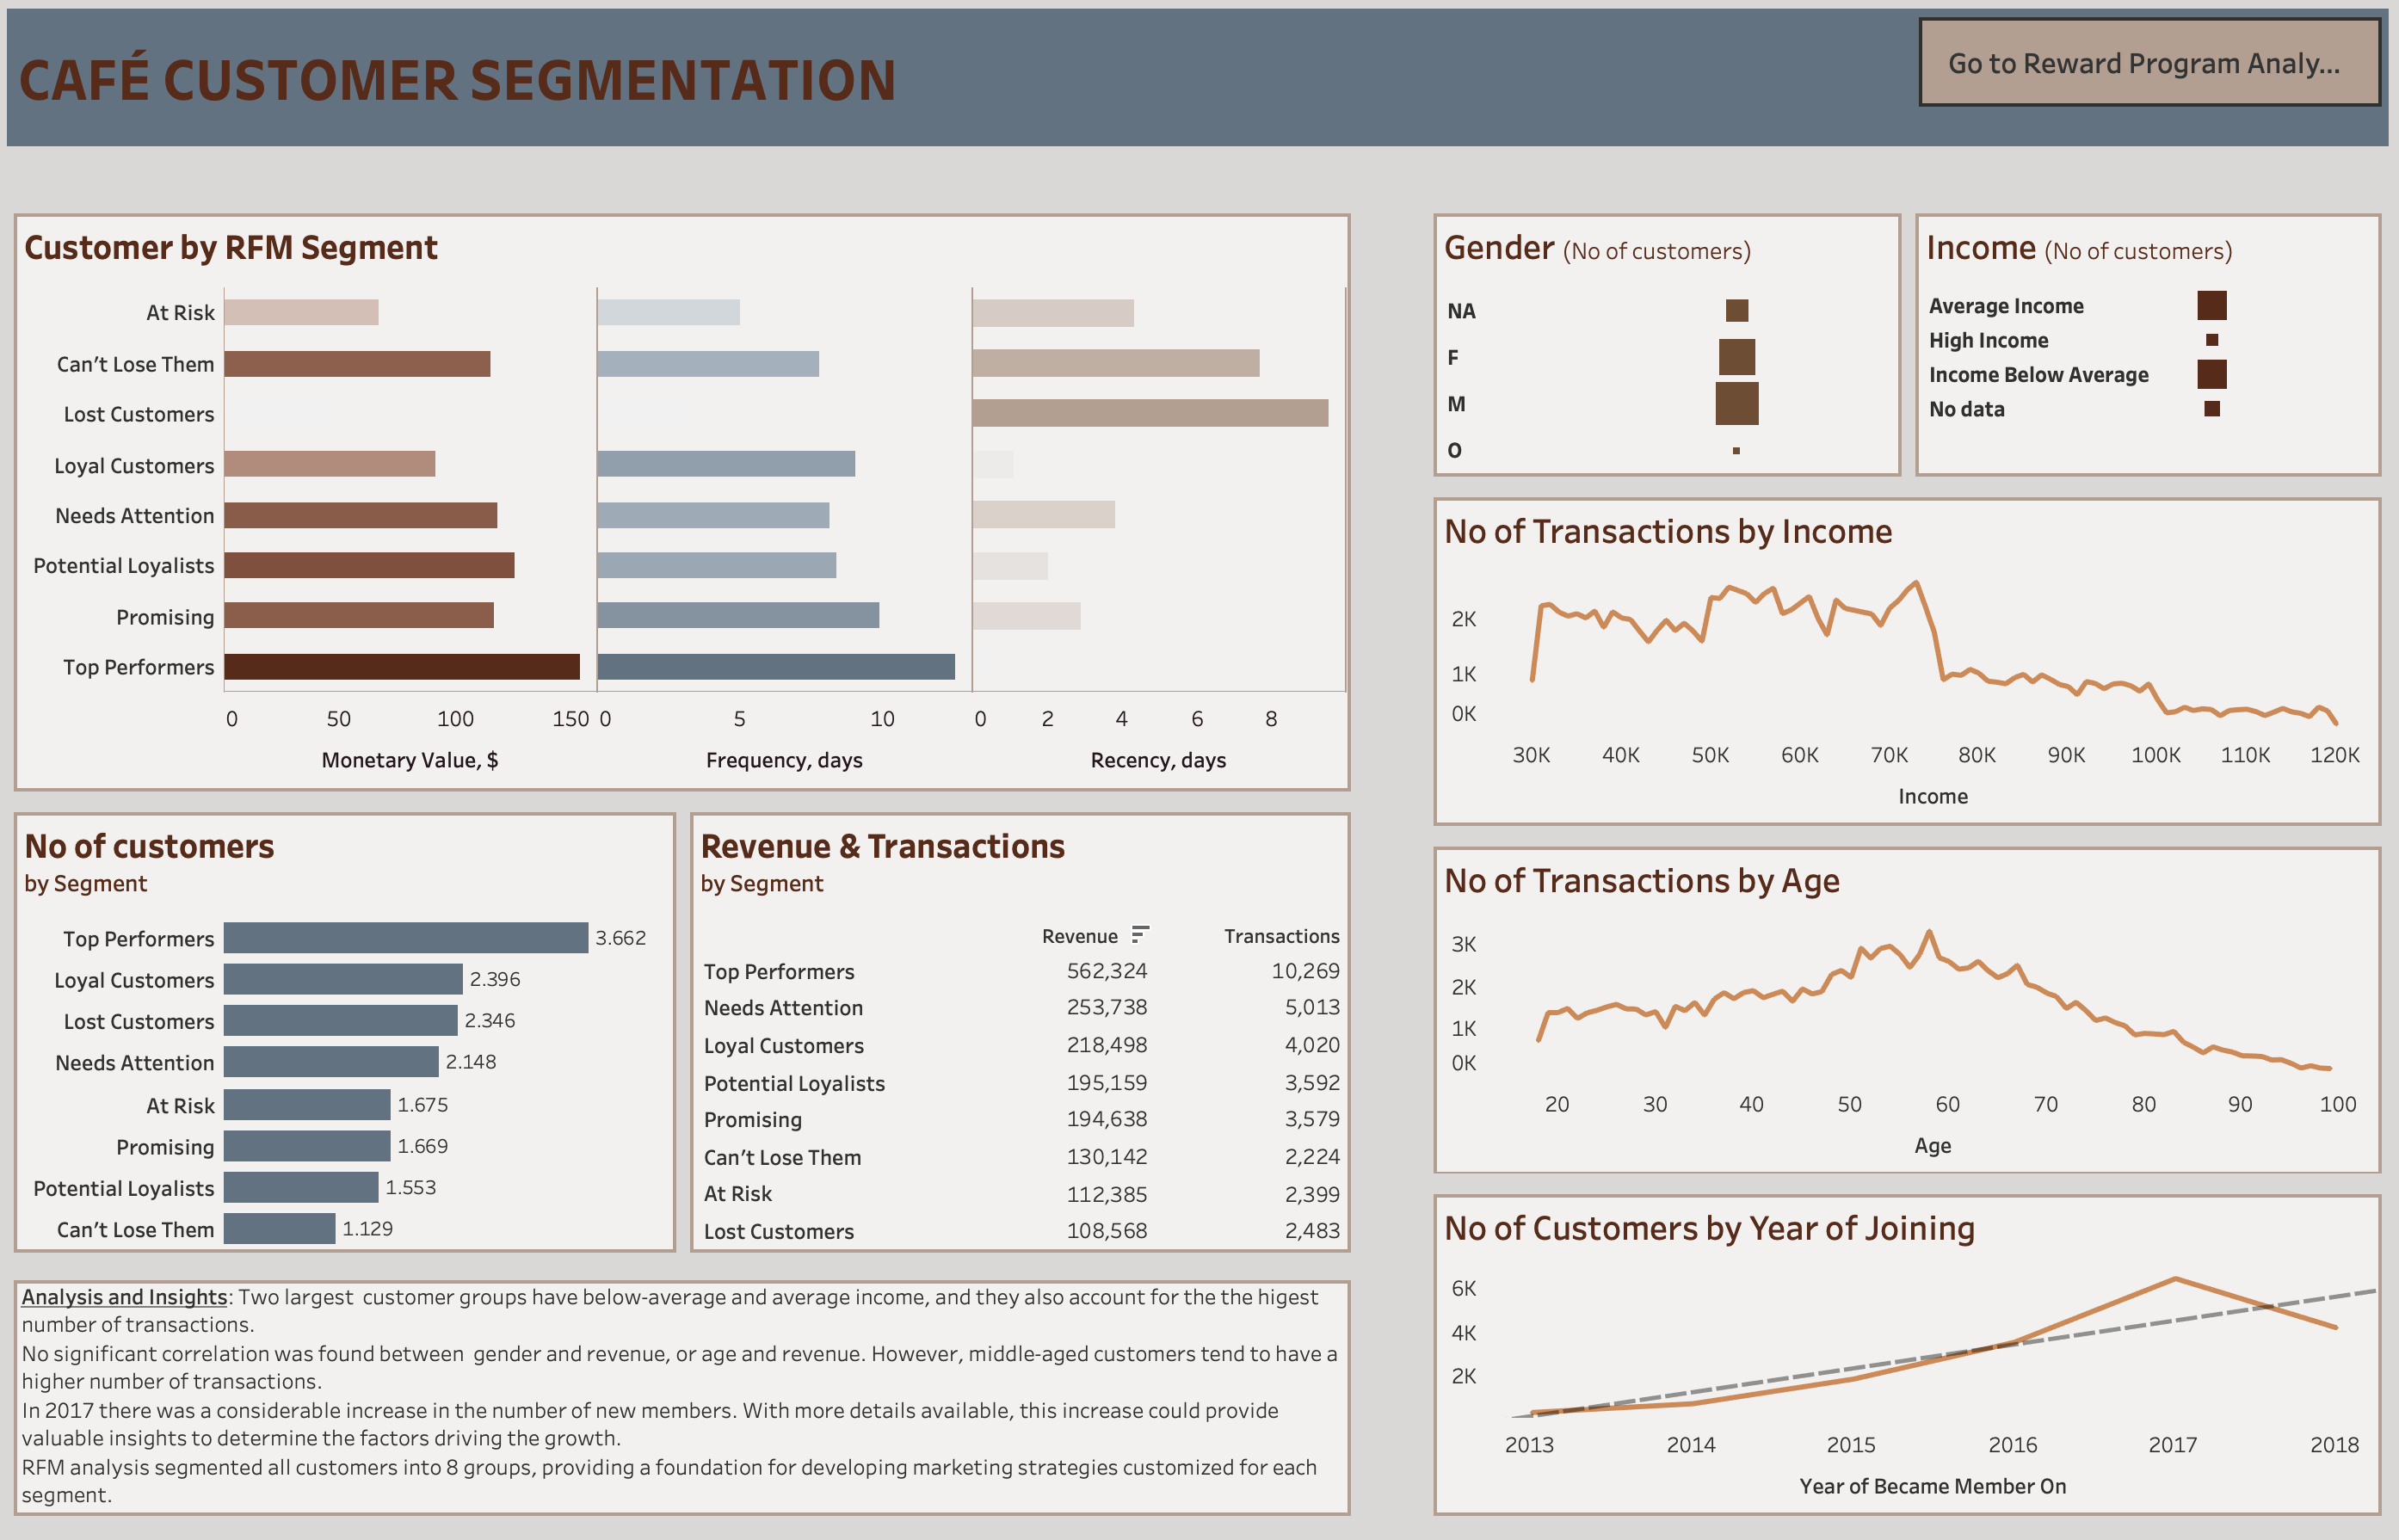 CAFÉ CUSTOMER SEGMENTATION
Go to Reward Program Analy...
Customer by RFM Segment
At Risk
Can't Lose Them
Lost Customers
Loyal Customers
Needs Attention
Potential Loyalists
Promising
Top Performers
0 50 100 150 0 5 10 0 2 4 6 8
Monetary Value, $ Frequency, days Recency, days
Gender (No of customers)
NA
F
M
O
Income (No of customers)
Average Income
High Income
Income Below Average
No data
No of Transactions by Income
2K
1K
0K
30K 40K 50K 60K 70K 80K 90K 100K 110K 120K
Income
No of customers
by Segment
Top Performers 3.662
Loyal Customers 2.396
Lost Customers 2.346
Needs Attention 2.148
At Risk 1.675
Promising 1.669
Potential Loyalists 1.553
Can't Lose Them 1.129
Revenue & Transactions
by Segment
Revenue Transactions
Top Performers 562,324 10,269
Needs Attention 253,738 5,013
Loyal Customers 218,498 4,020
Potential Loyalists 195,159 3,592
Promising 194,638 3,579
Can't Lose Them 130,142 2,224
At Risk 112,385 2,399
Lost Customers 108,568 2,483
No of Transactions by Age
3K
2K
1K
0K
20 30 40 50 60 70 80 90 100
Age
Analysis and Insights: Two largest  customer groups have below-average and average income, and they also account for the the higest
number of transactions.
No significant correlation was found between  gender and revenue, or age and revenue. However, middle-aged customers tend to have a
higher number of transactions.
In 2017 there was a considerable increase in the number of new members. With more details available, this increase could provide
valuable insights to determine the factors driving the growth.
RFM analysis segmented all customers into 8 groups, providing a foundation for developing marketing strategies customized for each
segment.
No of Customers by Year of Joining
6K
4K
2K
2013 2014 2015 2016 2017 2018
Year of Became Member On